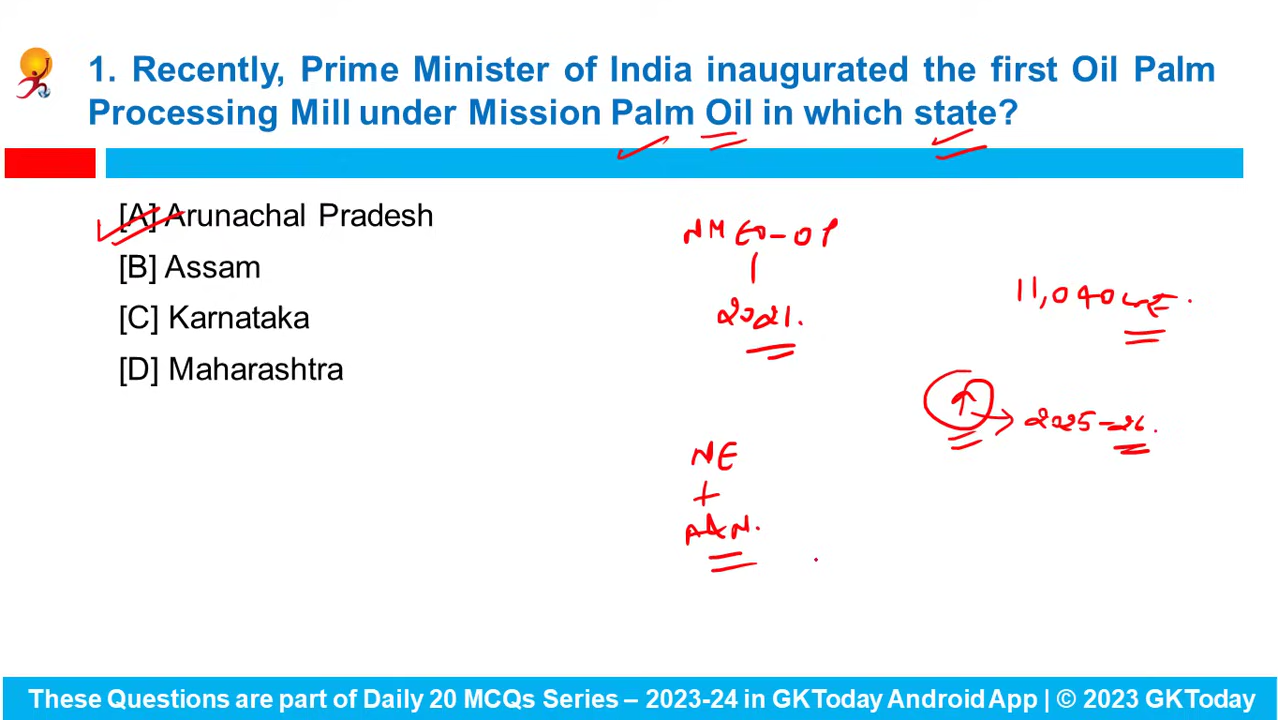 1. Recently, Prime Minister of India inaugurated the first Oil Palm
Processing Mill under Mission Palm Oil in which state?
[A] Arunachal Pradesh
[B] Assam
[C] Karnataka
[D] Maharashtra
NMEO-OP
2021.
11,040
2025-26.
NE
+
A&N.
These Questions are part of Daily 20 MCQs Series – 2023-24 in GKToday Android App | © 2023 GKToday